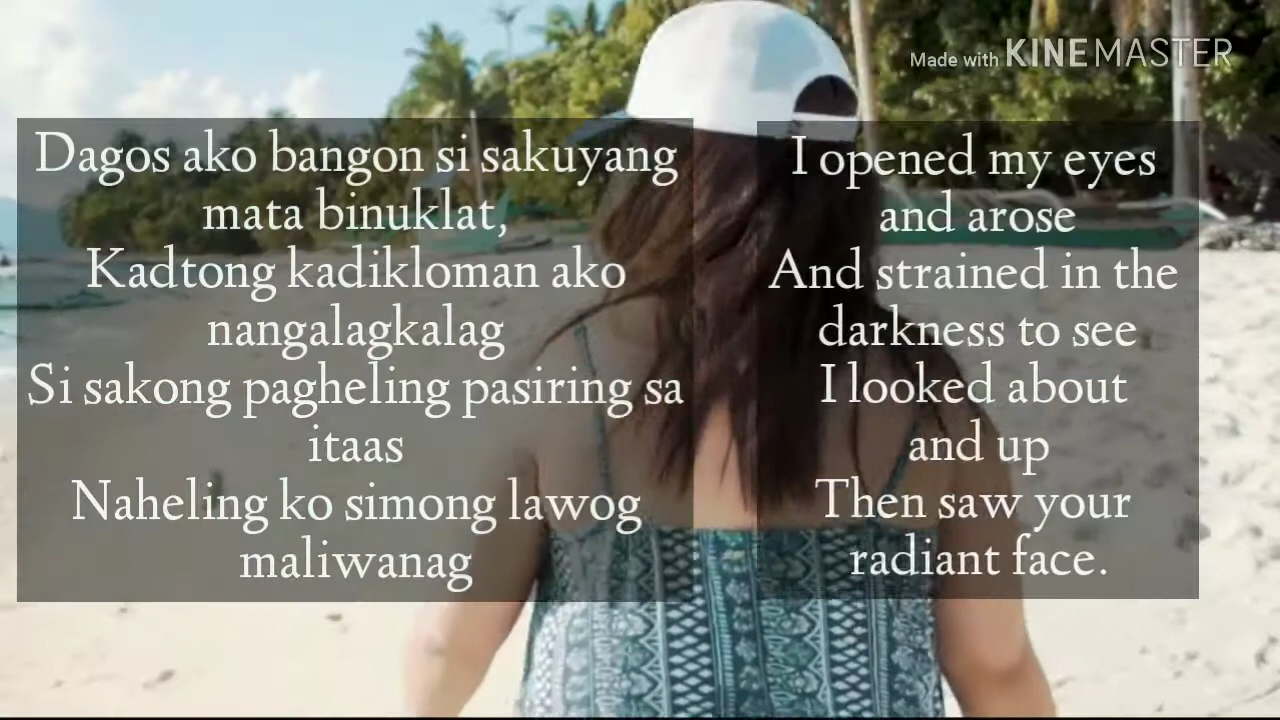 Made with KINEMASTER
Dagos ako bangon si sakuyang
mata binuklat,
Kadtong kadikloman ako
nangalagkalag
Si sakong pagheling pasiring sa
itaas
Naheling ko simong lawog
maliwanag
I opened my eyes
and arose
And strained in the
darkness to see
I looked about
and up
Then saw your
radiant face.